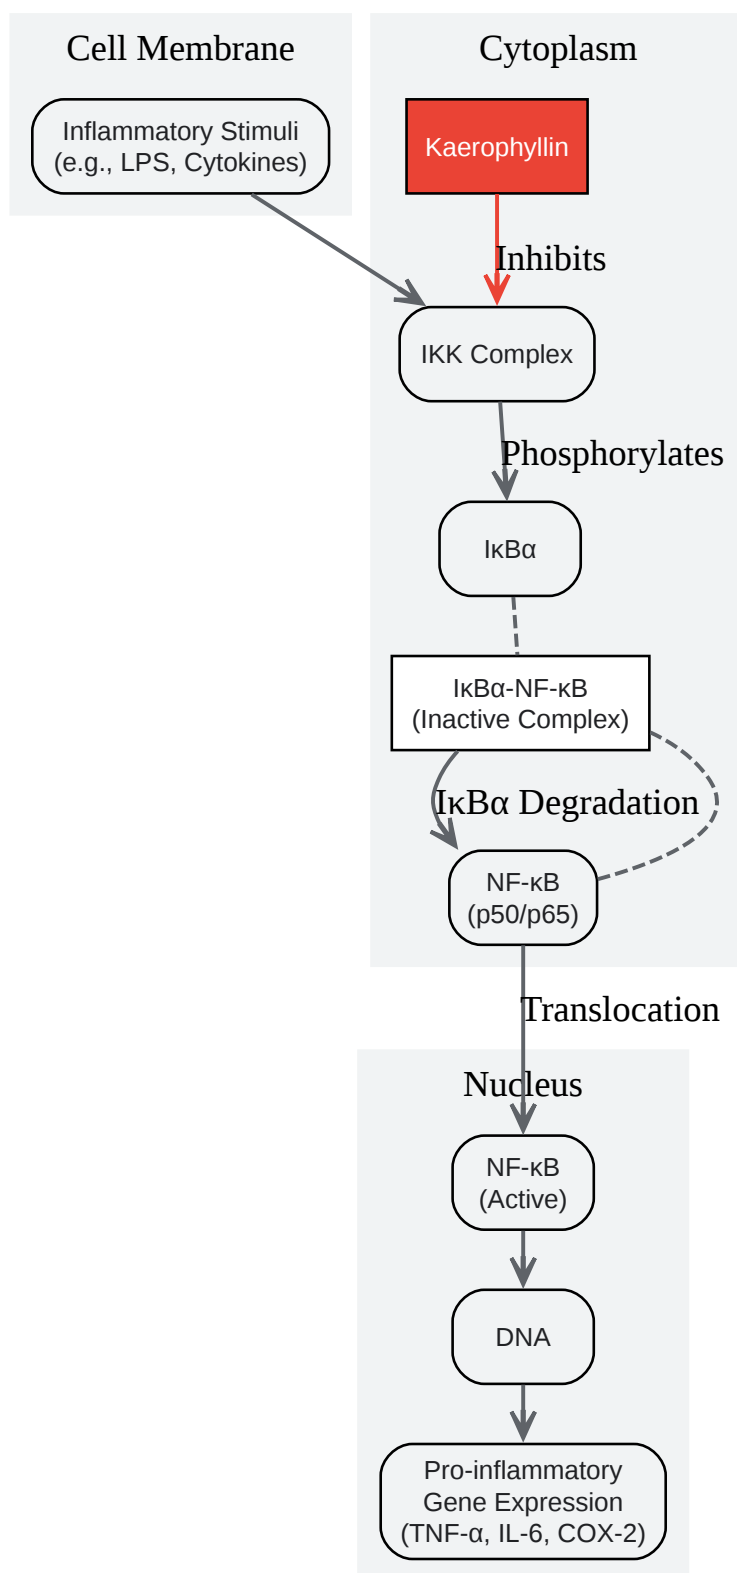 Cell Membrane
Inflammatory Stimuli
(e.g., LPS, Cytokines)
Cytoplasm
Kaerophyllin
Inhibits
IKK Complex
Phosphorylates
IκBα
IκBα-NF-κB
(Inactive Complex)
IκBα Degradation
NF-κB
(p50/p65)
Translocation
Nucleus
NF-κB
(Active)
DNA
Pro-inflammatory
Gene Expression
(TNF-α, IL-6, COX-2)